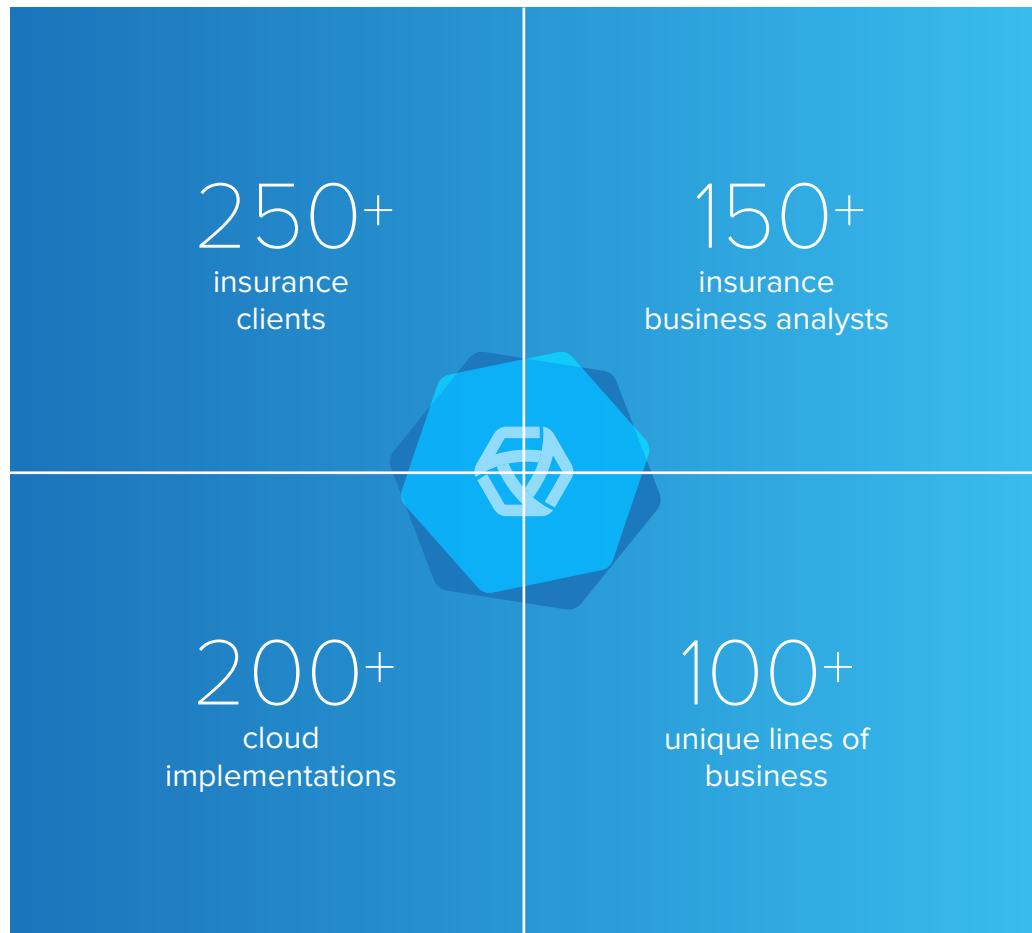 250+
insurance
clients
150+
insurance
business analysts
200+
cloud
implementations
100+
unique lines of
business